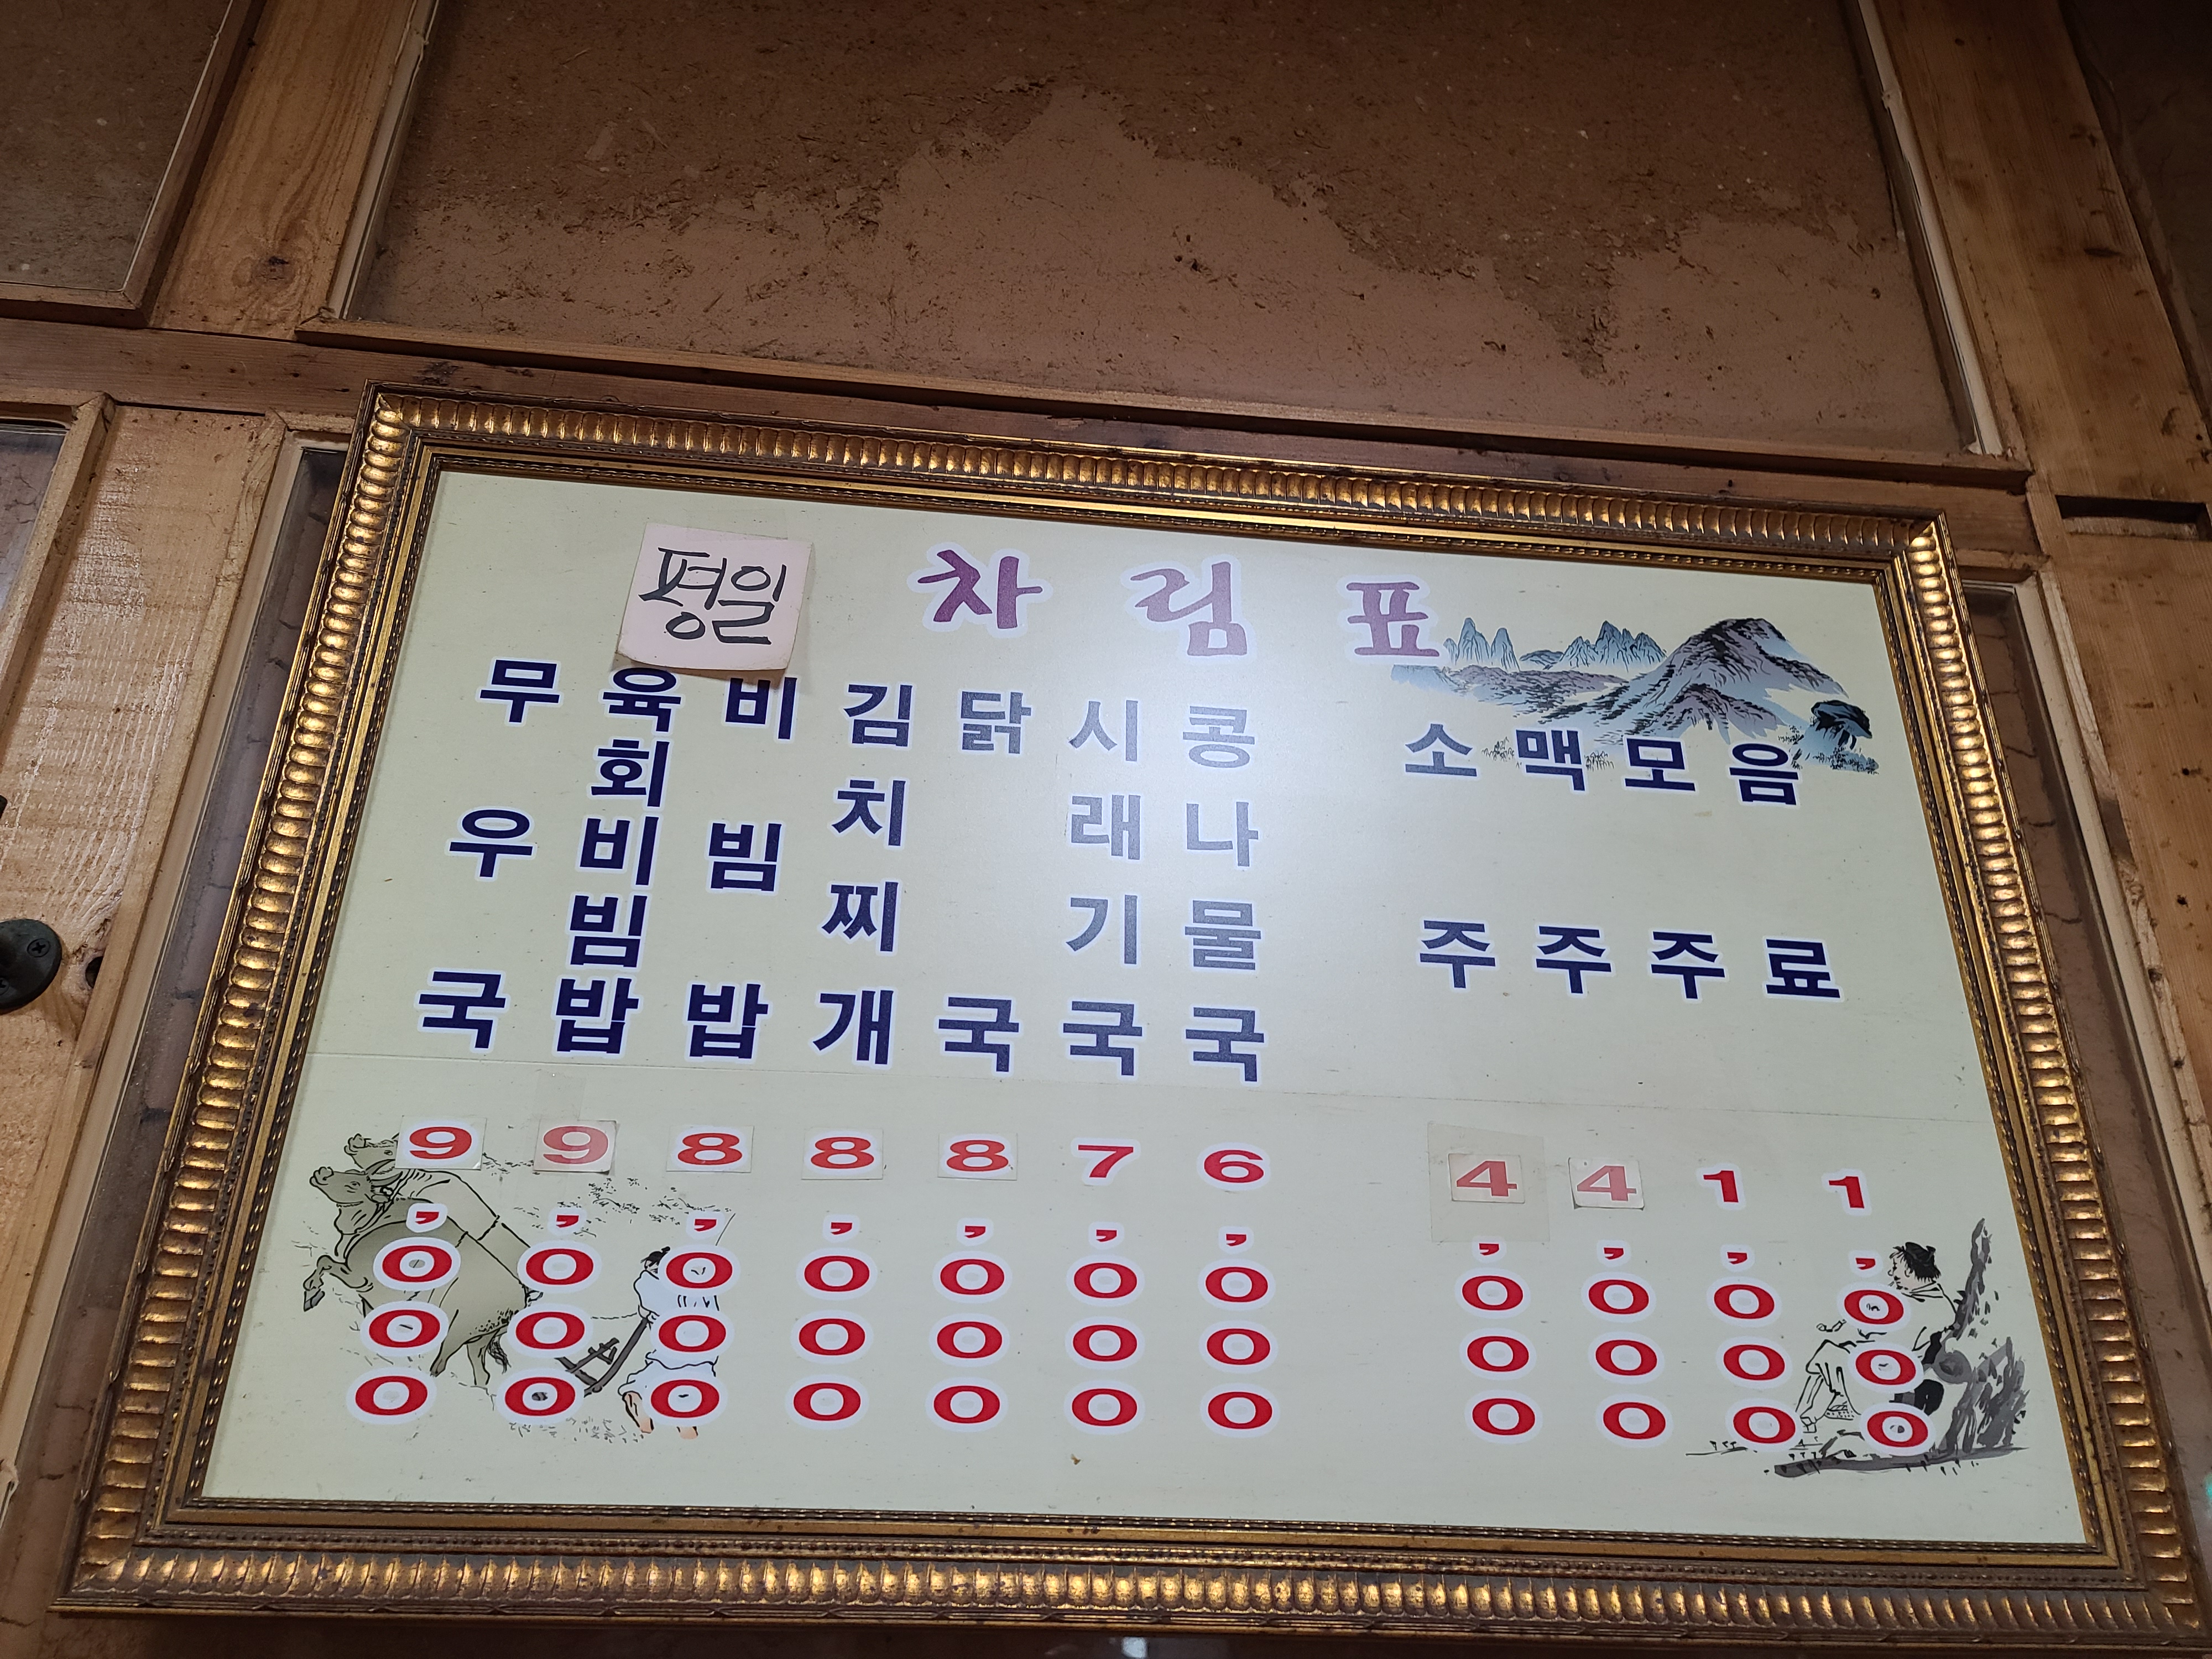 평일
차림표
무우국 9,000
육회비빔밥 9,000
비빔밥 8,000
김치찌개 8,000
닭국 8,000
시래기국 7,000
콩나물국 6,000
소주 4,000
맥주 4,000
모주 1,000
음료 1,000